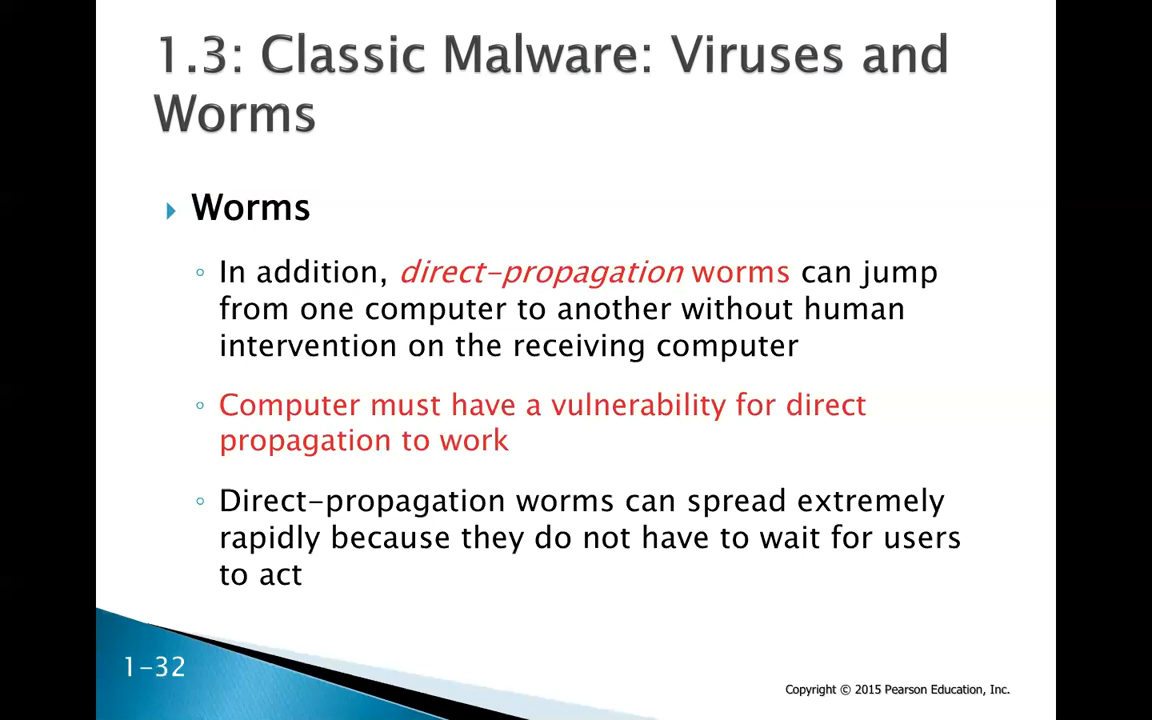 1.3: Classic Malware: Viruses and
Worms
Worms
In addition, direct-propagation worms can jump
from one computer to another without human
intervention on the receiving computer
Computer must have a vulnerability for direct
propagation to work
Direct-propagation worms can spread extremely
rapidly because they do not have to wait for users
to act
1-32
Copyright © 2015 Pearson Education, Inc.